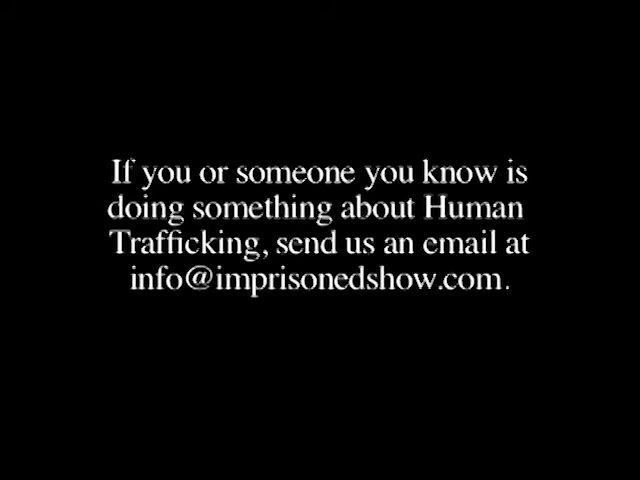 If you or someone you know is
doing something about Human
Trafficking, send us an email at
info@imprisonedshow.com.